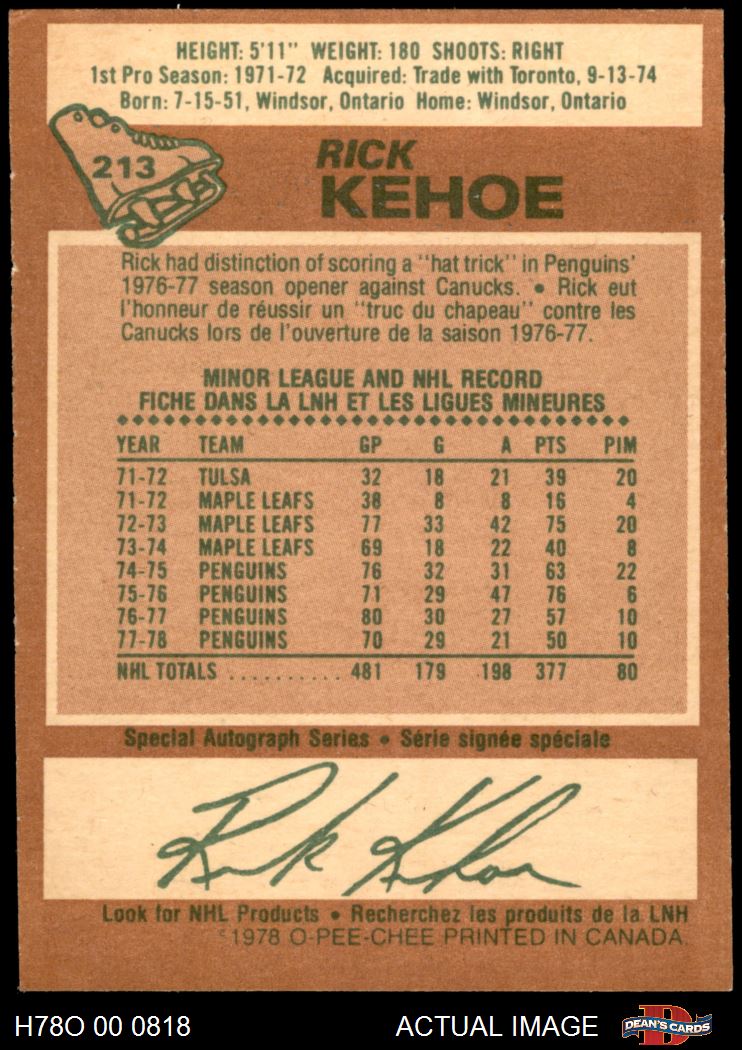 HEIGHT: 5'11" WEIGHT: 180 SHOOTS: RIGHT
1st Pro Season: 1971-72 Acquired: Trade with Toronto, 9-13-74
Born: 7-15-51, Windsor, Ontario Home: Windsor, Ontario
213
RICK
KEHOE
Rick had distinction of scoring a "hat trick" in Penguins'
1976-77 season opener against Canucks. • Rick eut
l'honneur de réussir un "truc du chapeau" contre les
Canucks lors de l'ouverture de la saison 1976-77.
MINOR LEAGUE AND NHL RECORD
FICHE DANS LA LNH ET LES LIGUES MINEURES
YEAR TEAM GP G A PTS PIM
71-72 TULSA 32 18 21 39 20
71-72 MAPLE LEAFS 38 8 8 16 4
72-73 MAPLE LEAFS 77 33 42 75 20
73-74 MAPLE LEAFS 69 18 22 40 8
74-75 PENGUINS 76 32 31 63 22
75-76 PENGUINS 71 29 47 76 6
76-77 PENGUINS 80 30 27 57 10
77-78 PENGUINS 70 29 21 50 10
NHL TOTALS .......... 481 179 198 377 80
Special Autograph Series • Série signée spéciale
Rick Kehoe
Look for NHL Products • Recherchez les produits de la LNH
©1978 O-PEE-CHEE PRINTED IN CANADA.
H78O 00 0818
ACTUAL IMAGE
D
DEAN'S CARDS